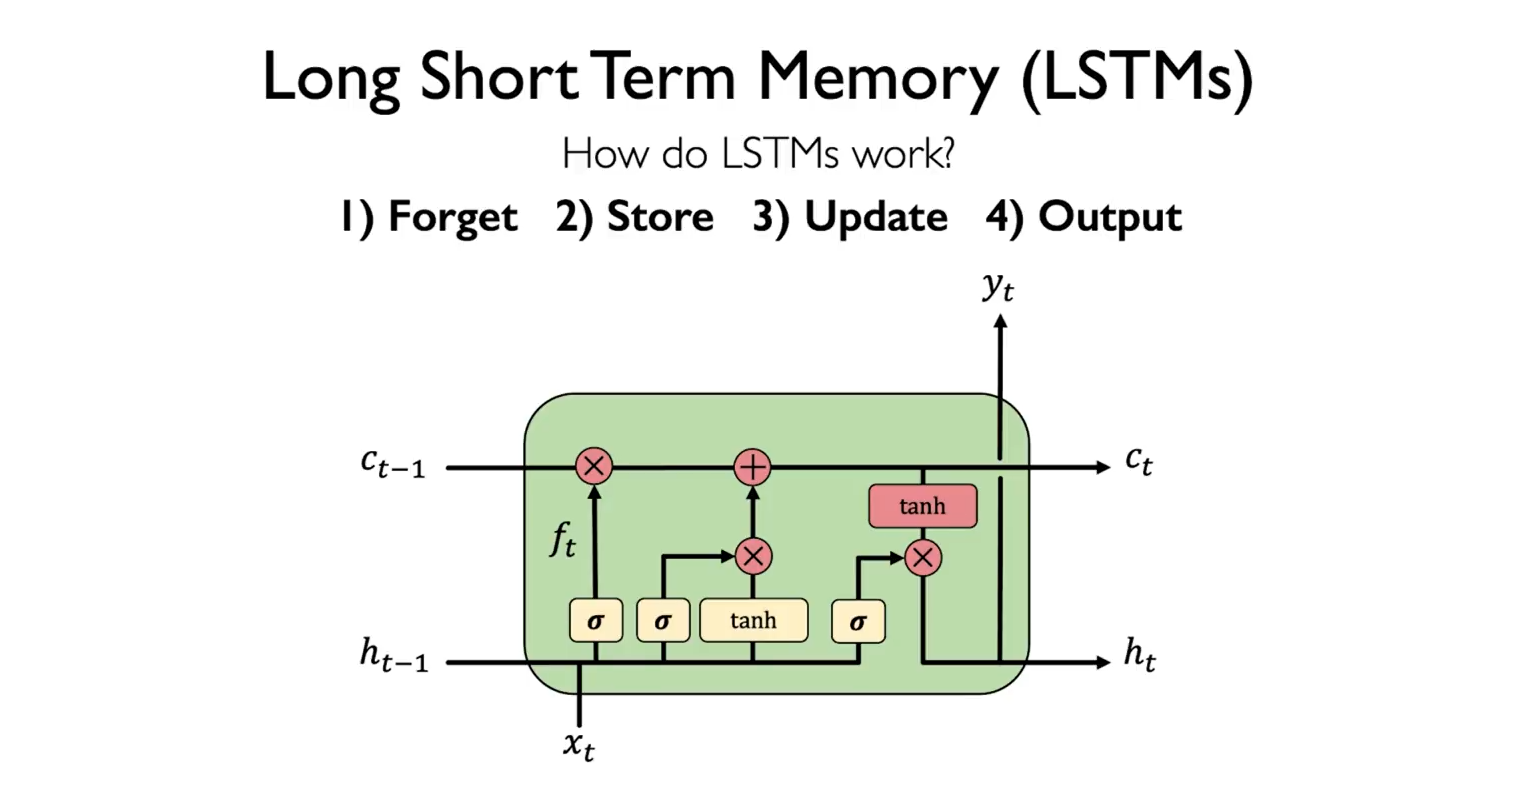 Long Short Term Memory (LSTMs)
How do LSTMs work?
1) Forget 2) Store 3) Update 4) Output
y_t
c_{t-1}
c_t
tanh
f_t
σ σ tanh σ
h_{t-1}
h_t
x_t